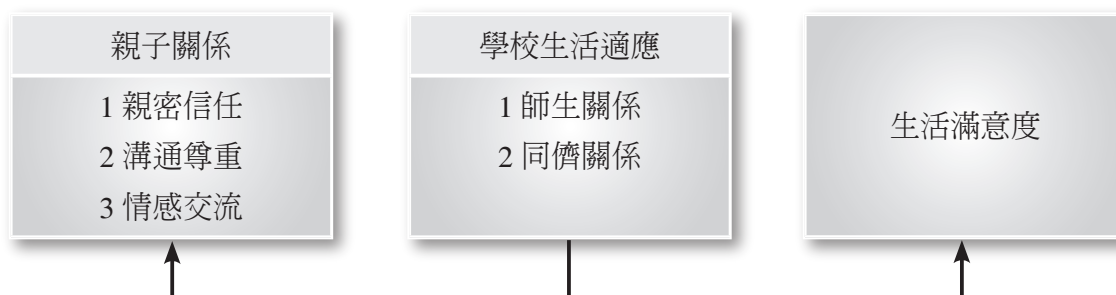 親子關係
1 親密信任
2 溝通尊重
3 情感交流
學校生活適應
1 師生關係
2 同儕關係
生活滿意度